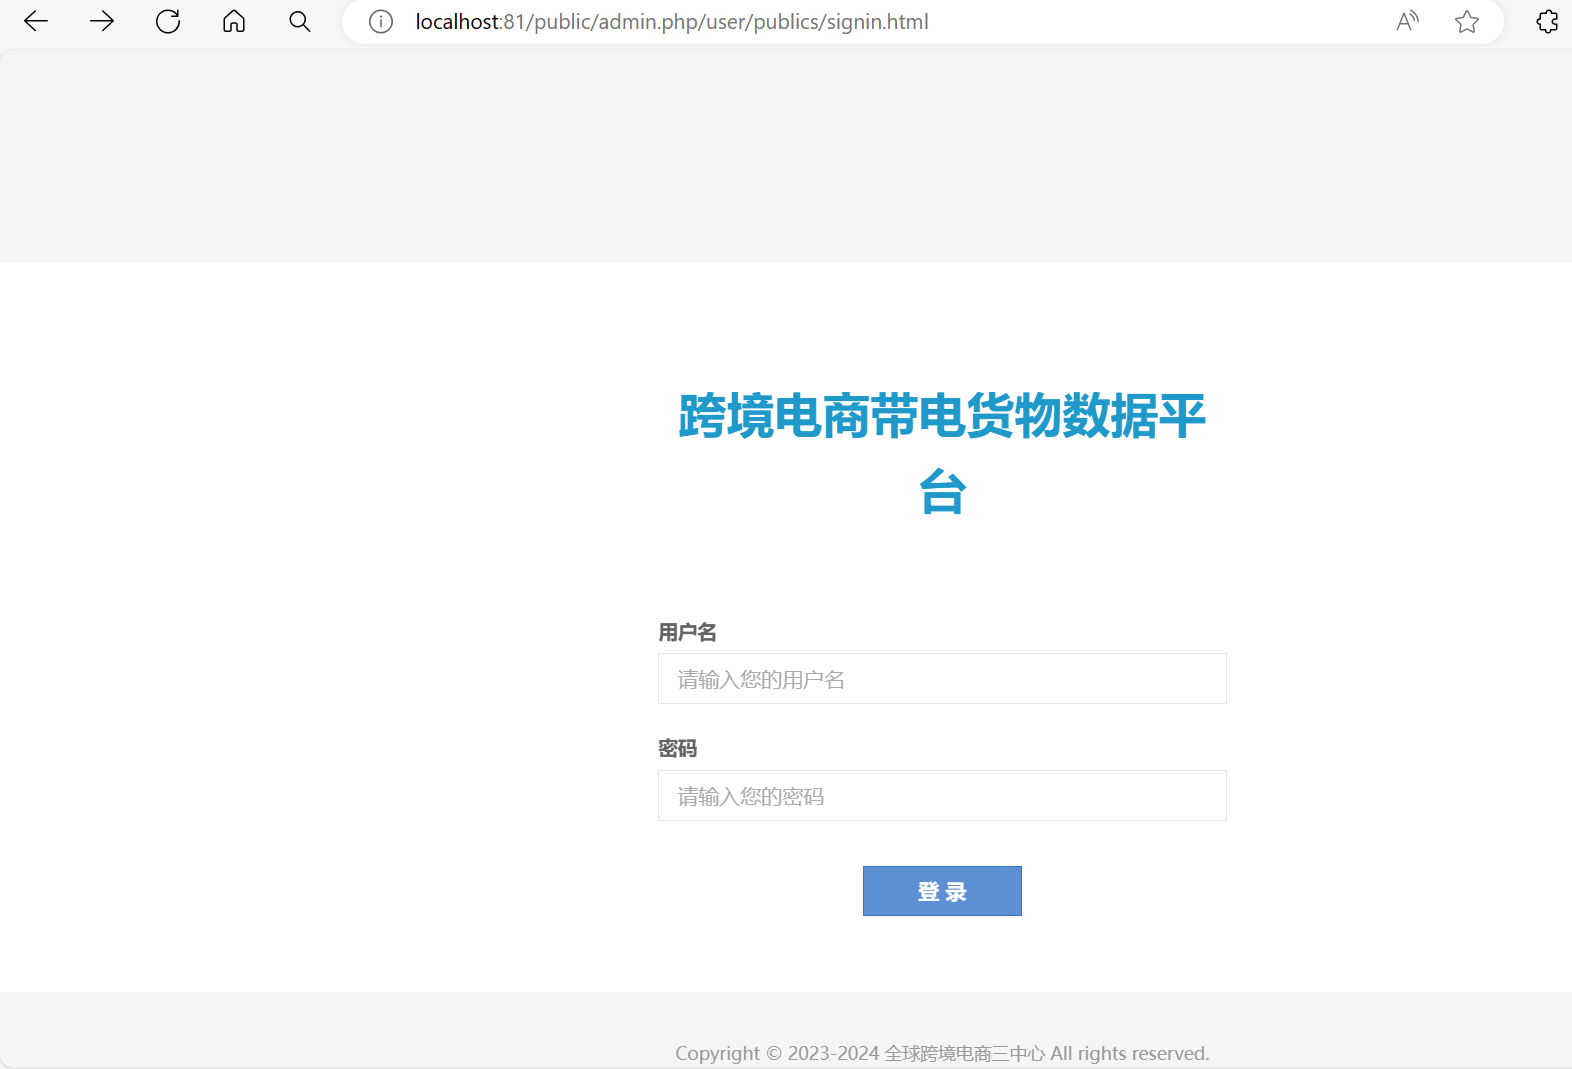 localhost:81/public/admin.php/user/publics/signin.html
跨境电商带电货物数据平
台
用户名
请输入您的用户名
密码
请输入您的密码
登 录
Copyright © 2023-2024 全球跨境电商三中心 All rights reserved.